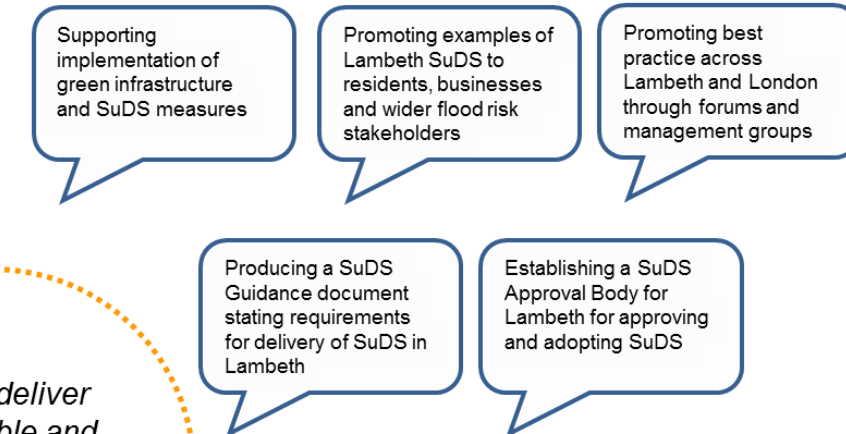 Supporting
implementation of
green infrastructure
and SuDS measures
Promoting examples of
Lambeth SuDS to
residents, businesses
and wider flood risk
stakeholders
Promoting best
practice across
Lambeth and London
through forums and
management groups
Producing a SuDS
Guidance document
stating requirements
for delivery of SuDS in
Lambeth
Establishing a SuDS
Approval Body for
Lambeth for approving
and adopting SuDS
deliver
ble and